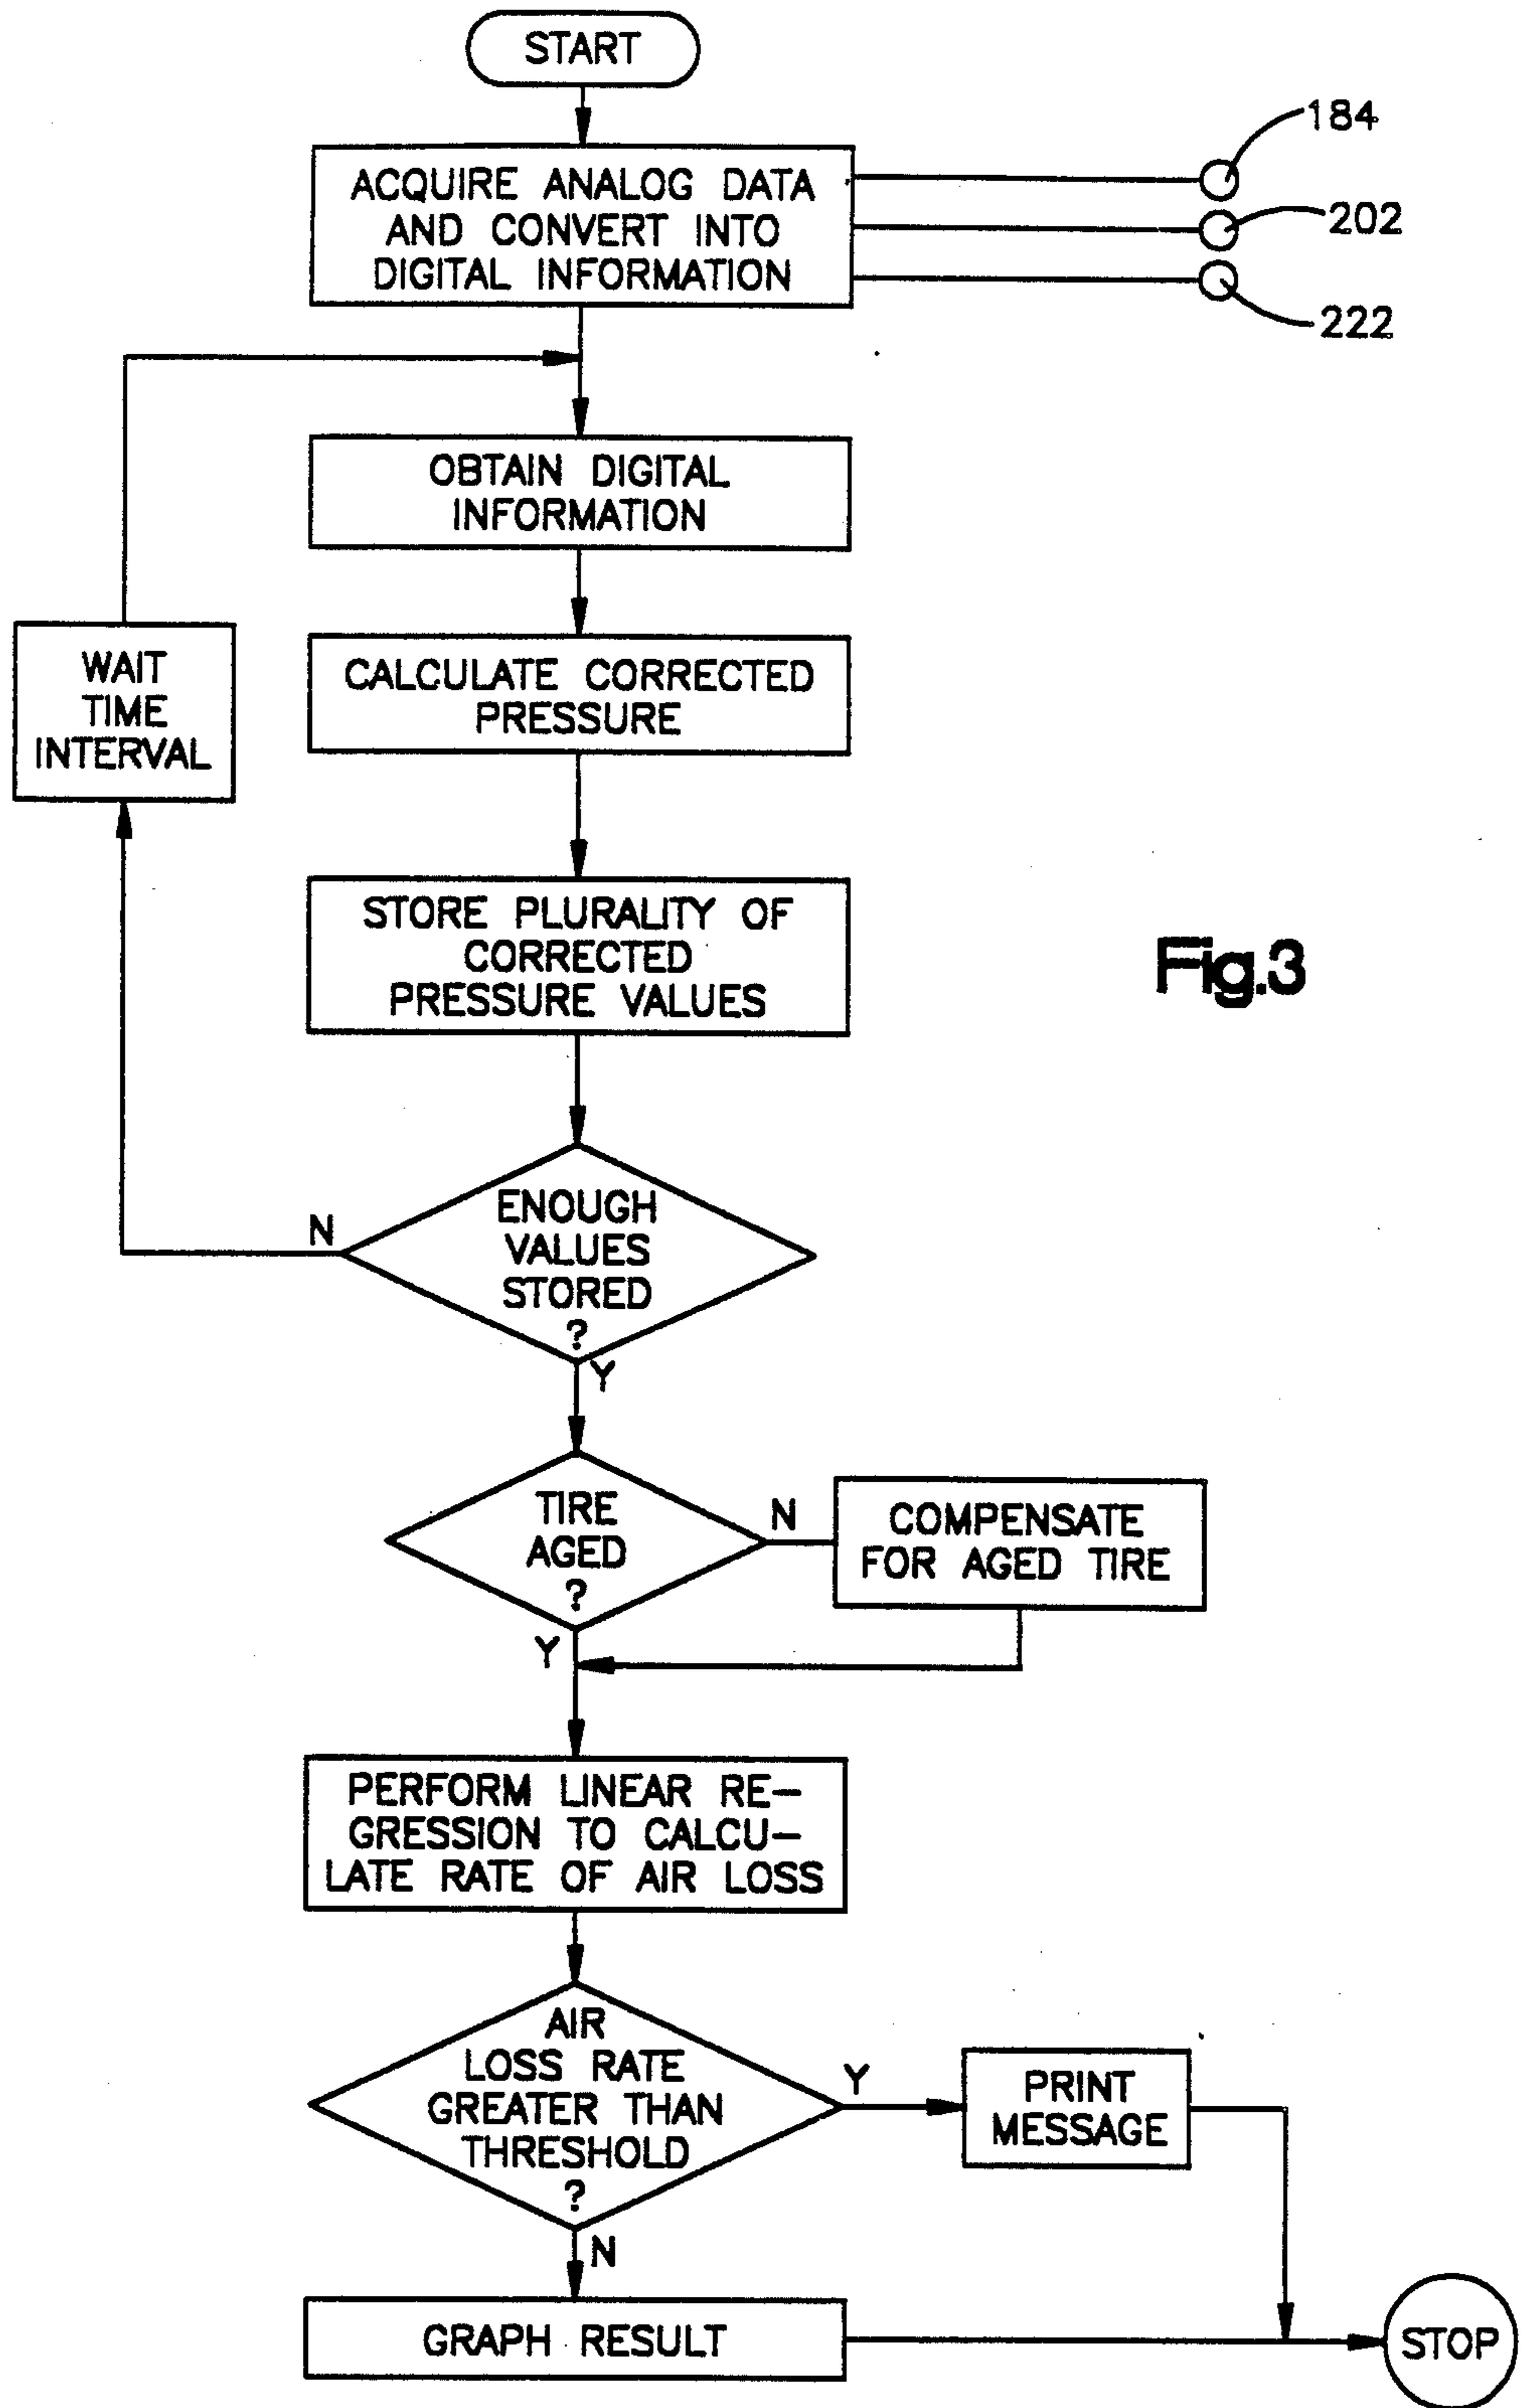 START
184
ACQUIRE ANALOG DATA
AND CONVERT INTO
DIGITAL INFORMATION
202
222
OBTAIN DIGITAL
INFORMATION
WAIT
TIME
INTERVAL
CALCULATE CORRECTED
PRESSURE
STORE PLURALITY OF
CORRECTED
PRESSURE VALUES
Fig.3
N
ENOUGH
VALUES
STORED
?
Y
TIRE
AGED
?
N
COMPENSATE
FOR AGED TIRE
Y
PERFORM LINEAR RE-
GRESSION TO CALCU-
LATE RATE OF AIR LOSS
AIR
LOSS RATE
GREATER THAN
THRESHOLD
?
Y
PRINT
MESSAGE
N
GRAPH RESULT
STOP